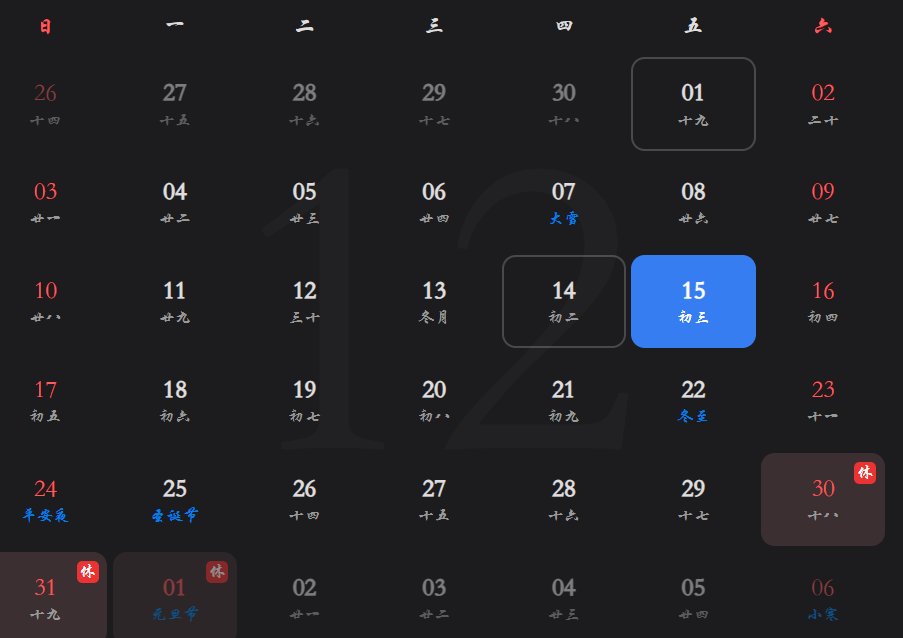 日 一 二 三 四 五 六
26 27 28 29 30 01 02
十四 十五 十六 十七 十八 十九 二十
03 04 05 06 07 08 09
廿一 廿二 廿三 廿四 大雪 廿六 廿七
10 11 12 13 14 15 16
廿八 廿九 三十 冬月 初二 初三 初四
17 18 19 20 21 22 23
初五 初六 初七 初八 初九 冬至 十一
24 25 26 27 28 29 30 休
平安夜 圣诞节 十四 十五 十六 十七 十八
31 休 01 休 02 03 04 05 06
十九 元旦节 廿一 廿二 廿三 廿四 小寒
12